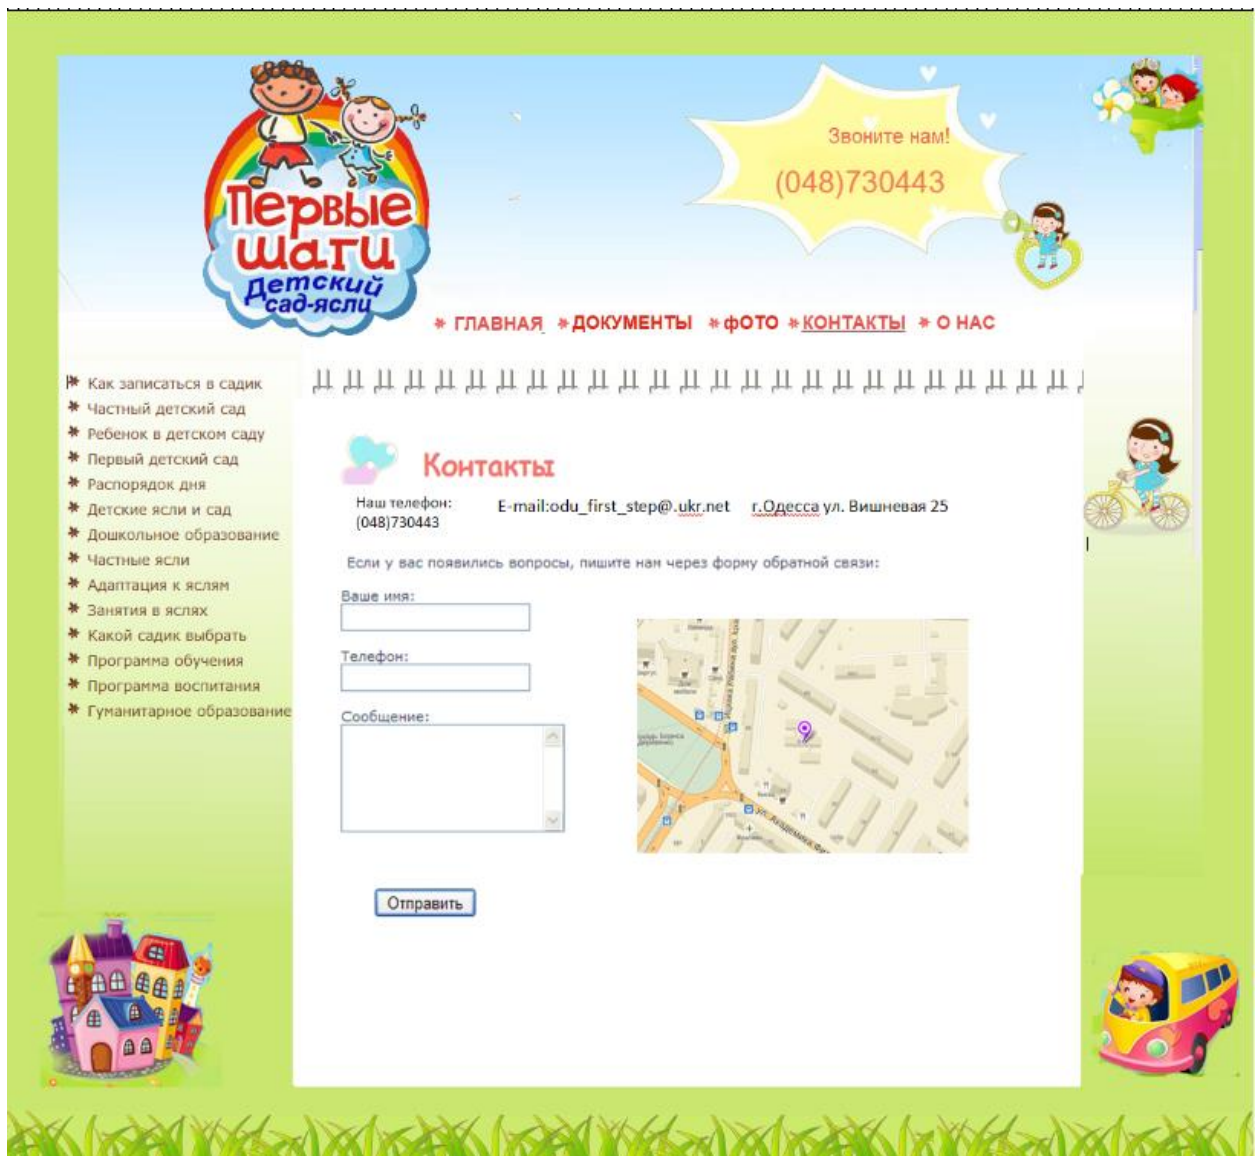 Первые
шаги
Детский
сад-ясли
Звоните нам!
(048)730443
ГЛАВНАЯ ДОКУМЕНТЫ фОТО КОНТАКТЫ О НАС
Как записаться в садик
Частный детский сад
Ребенок в детском саду
Первый детский сад
Распорядок дня
Детские ясли и сад
Дошкольное образование
Частные ясли
Адаптация к яслям
Занятия в яслях
Какой садик выбрать
Программа обучения
Программа воспитания
Гуманитарное образование
Контакты
Наш телефон:
(048)730443
E-mail:odu_first_step@.ukr.net г.Одесса ул. Вишневая 25
Если у вас появились вопросы, пишите нам через форму обратной связи:
Ваше имя:
Телефон:
Сообщение:
ул. Академика
Отправить